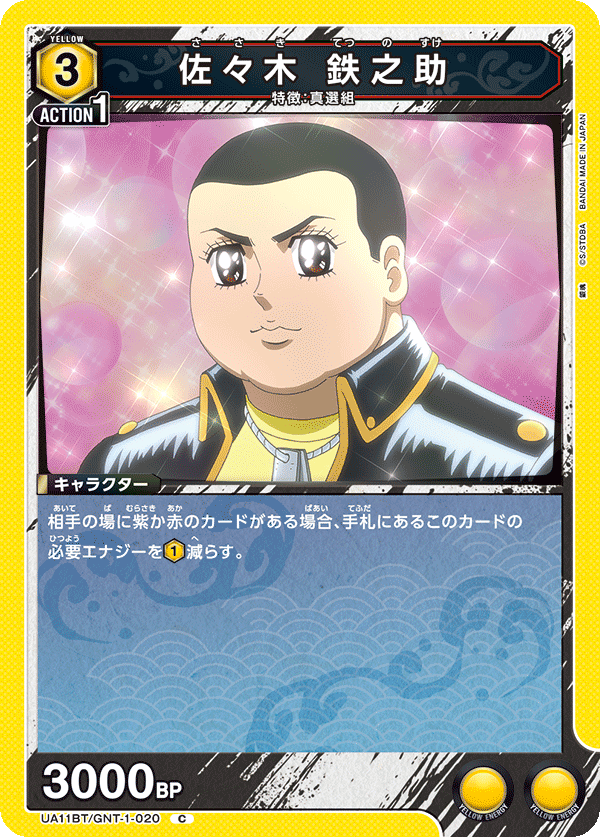 YELLOW
3
ACTION 1
ささき てつのすけ
佐々木 鉄之助
特徴:真選組
BANDAI MADE IN JAPAN
©S/STDBA
銀魂
キャラクター
あいて ば むらさき あか ばあい てふだ
相手の場に紫か赤のカードがある場合、手札にあるこのカードの
ひつよう へ
必要エナジーを1減らす。
3000BP
YELLOW ENERGY YELLOW ENERGY
UA11BT/GNT-1-020 C